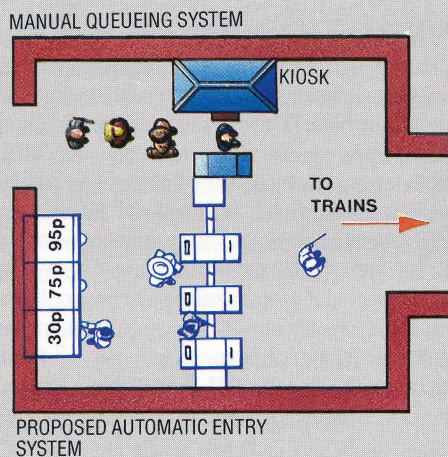 MANUAL QUEUEING SYSTEM
KIOSK
TO
TRAINS
95p
75p
30p
PROPOSED AUTOMATIC ENTRY
SYSTEM